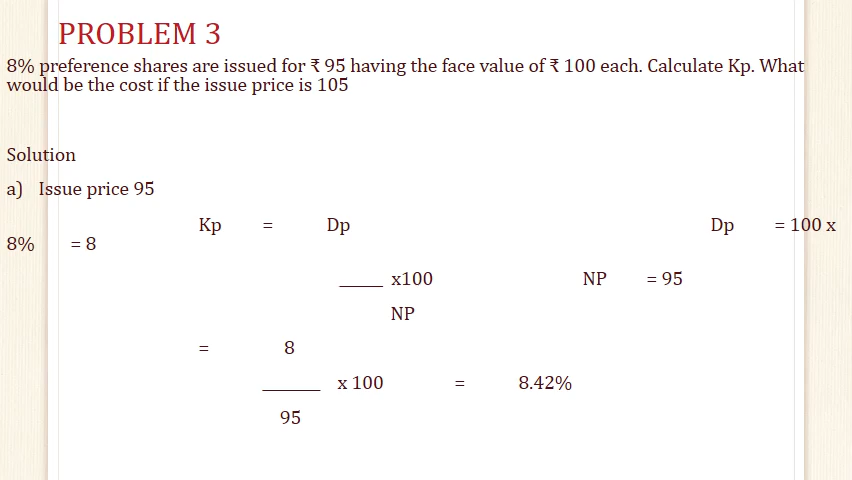 PROBLEM 3
8% preference shares are issued for ₹ 95 having the face value of ₹ 100 each. Calculate Kp. What
would be the cost if the issue price is 105
Solution
a) Issue price 95
Kp = Dp Dp = 100 x
8% = 8
_____ x100 NP = 95
NP
= 8
_______ x 100 = 8.42%
95